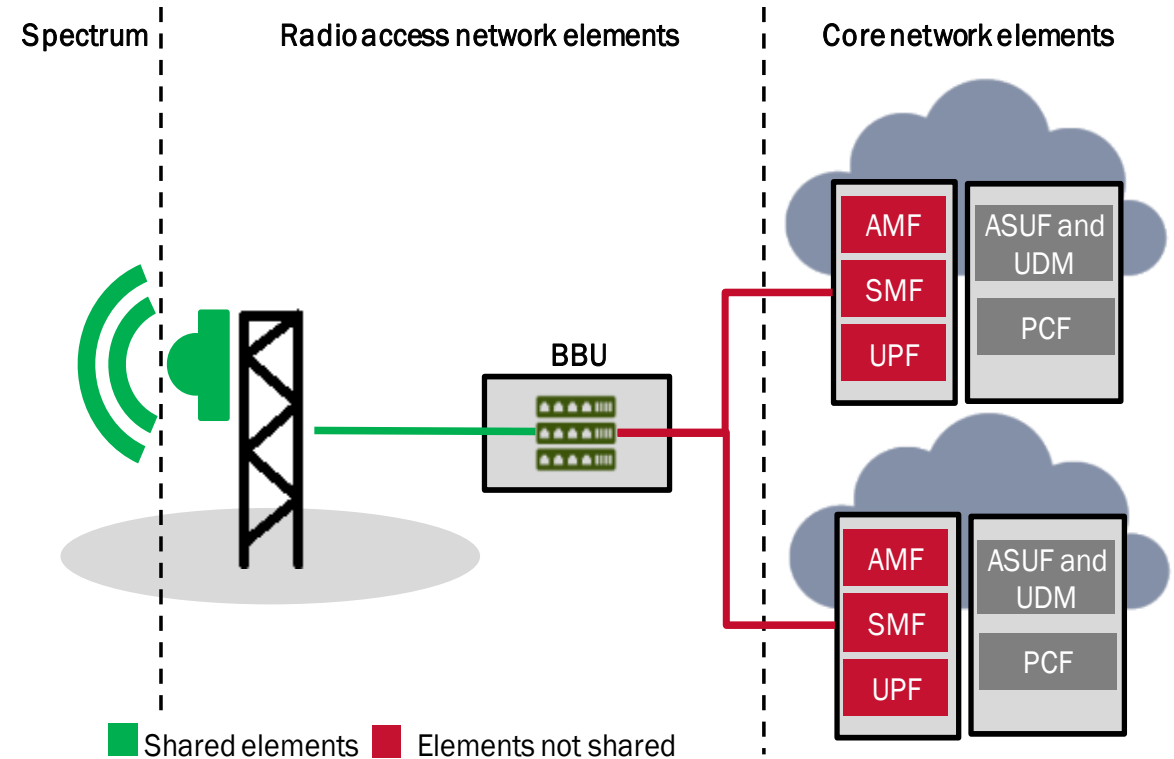 Spectrum
Radio access network elements
Core network elements
AMF
SMF
UPF
ASUF and
UDM
PCF
BBU
AMF
SMF
UPF
ASUF and
UDM
PCF
Shared elements
Elements not shared